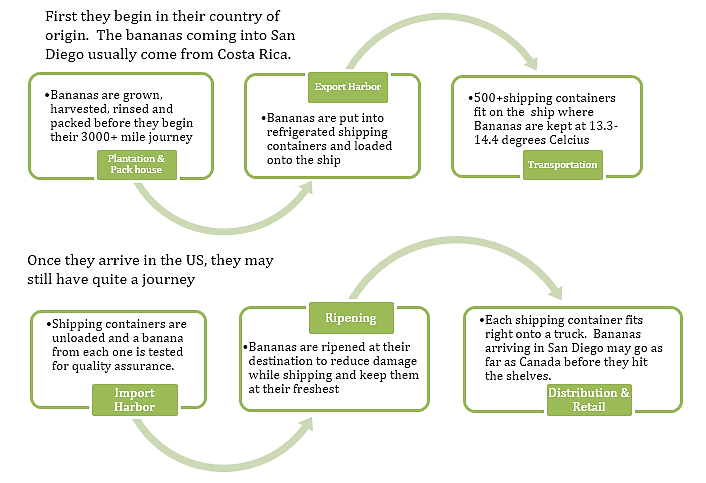 First they begin in their country of
origin.  The bananas coming into San
Diego usually come from Costa Rica.
•Bananas are grown,
harvested, rinsed and
packed before they begin
their 3000+ mile journey
Plantation &
Pack house
Export Harbor
•Bananas are put into
refrigerated shipping
containers and loaded
onto the ship
•500+shipping containers
fit on the  ship where
Bananas are kept at 13.3-
14.4 degrees Celcius
Transportation
Once they arrive in the US, they may
still have quite a journey
•Shipping containers are
unloaded and a banana
from each one is tested
for quality assurance.
Import
Harbor
Ripening
•Bananas are ripened at their
destination to reduce damage
while shipping and keep them
at their freshest
•Each shipping container fits
right onto a truck.  Bananas
arriving in San Diego may go as
far as Canada before they hit
the shelves.
Distribution &
Retail